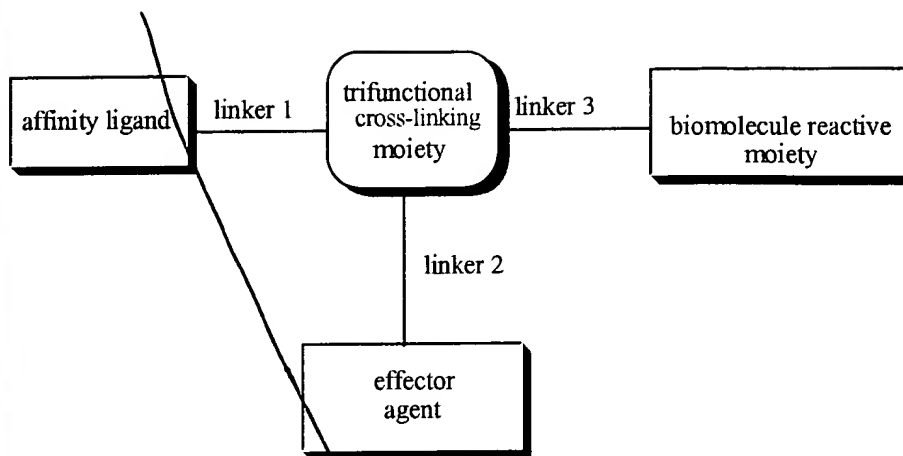 affinity ligand
linker 1
trifunctional
cross-linking
moiety
linker 3
biomolecule reactive
moiety
linker 2
effector
agent